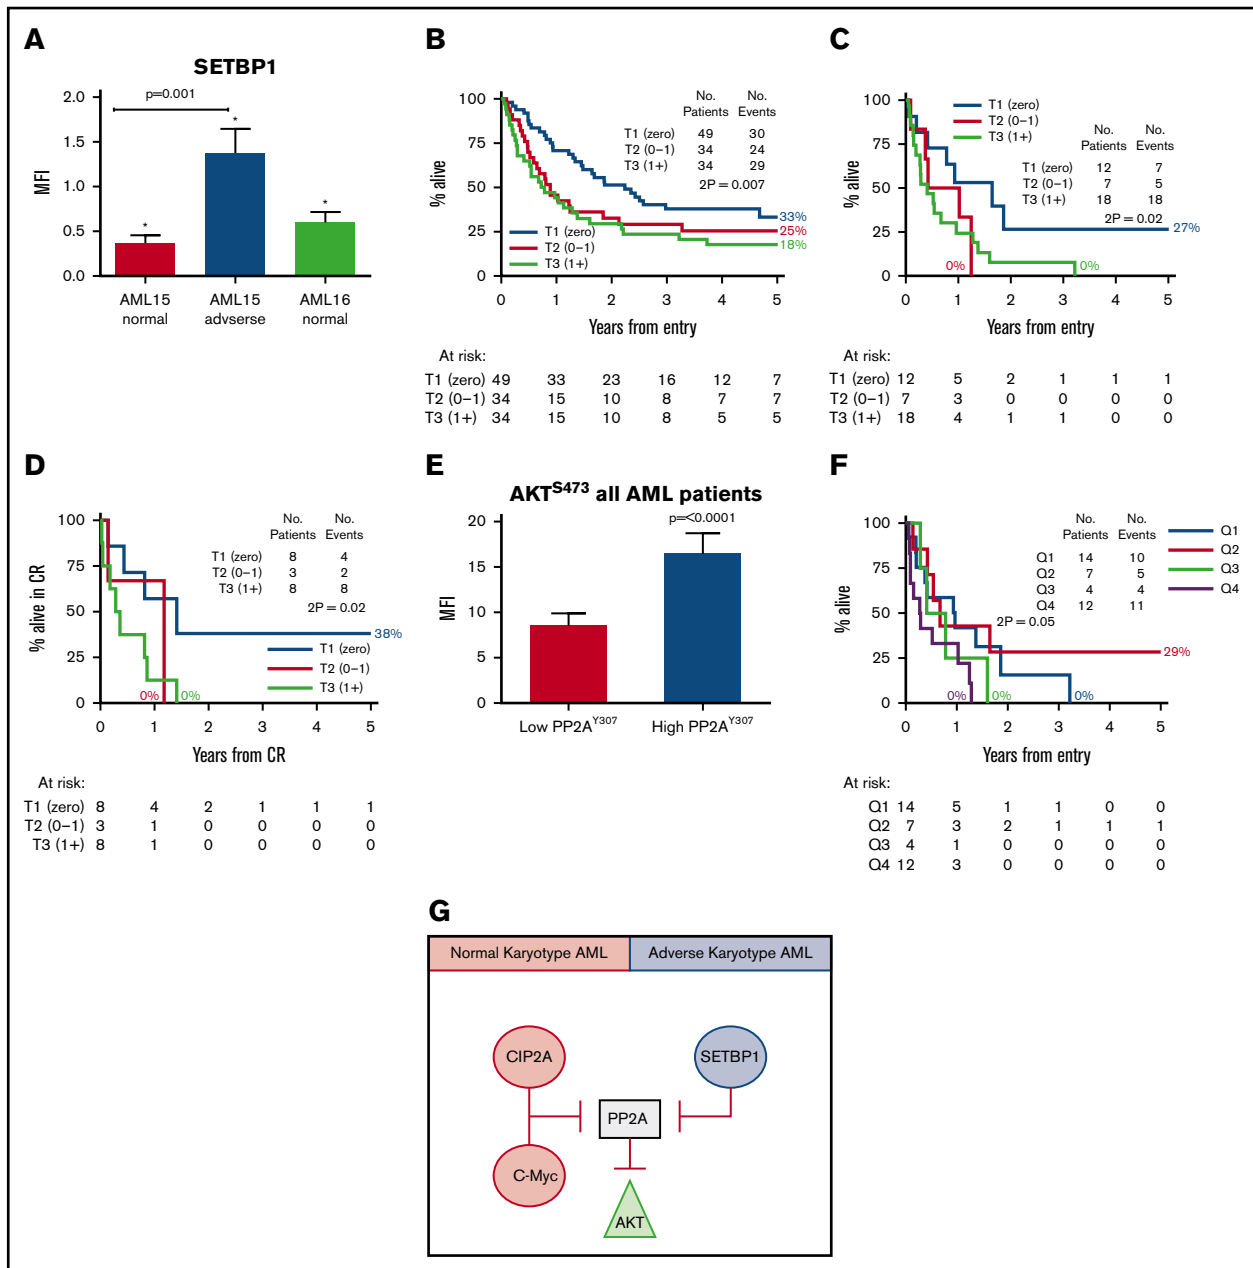 A
SETBP1
p=0.001
*
*
*
MFI
2.0
1.5
1.0
0.5
0.0
AML15 normal
AML15 advserse
AML16 normal
B
% alive
100
75
50
25
0
No. Patients No. Events
T1 (zero) 49 30
T2 (0–1) 34 24
T3 (1+) 34 29
2P = 0.007
33%
25%
18%
T1 (zero)
T2 (0–1)
T3 (1+)
0 1 2 3 4 5
Years from entry
At risk:
T1 (zero) 49 33 23 16 12 7
T2 (0–1) 34 15 10 8 7 7
T3 (1+) 34 15 10 8 5 5
C
% alive
100
75
50
25
0
T1 (zero)
T2 (0–1)
T3 (1+)
No. Patients No. Events
T1 (zero) 12 7
T2 (0–1) 7 5
T3 (1+) 18 18
2P = 0.02
27%
0%
0%
0 1 2 3 4 5
Years from entry
At risk:
T1 (zero) 12 5 2 1 1 1
T2 (0–1) 7 3 0 0 0 0
T3 (1+) 18 4 1 1 0 0
D
% alive in CR
100
75
50
25
0
No. Patients No. Events
T1 (zero) 8 4
T2 (0–1) 3 2
T3 (1+) 8 8
2P = 0.02
38%
T1 (zero)
T2 (0–1)
T3 (1+)
0%
0%
0 1 2 3 4 5
Years from CR
At risk:
T1 (zero) 8 4 2 1 1 1
T2 (0–1) 3 1 0 0 0 0
T3 (1+) 8 1 0 0 0 0
E
AKTS473 all AML patients
p=<0.0001
MFI
20
15
10
5
0
Low PP2AY307
High PP2AY307
F
% alive
100
75
50
25
0
No. Patients No. Events
Q1 14 10
Q2 7 5
Q3 4 4
Q4 12 11
2P = 0.05
Q1
Q2
Q3
Q4
29%
0%
0%
0%
0 1 2 3 4 5
Years from entry
At risk:
Q1 14 5 1 1 0 0
Q2 7 3 2 1 1 1
Q3 4 1 0 0 0 0
Q4 12 3 0 0 0 0
G
Normal Karyotype AML
Adverse Karyotype AML
CIP2A
SETBP1
PP2A
C-Myc
AKT